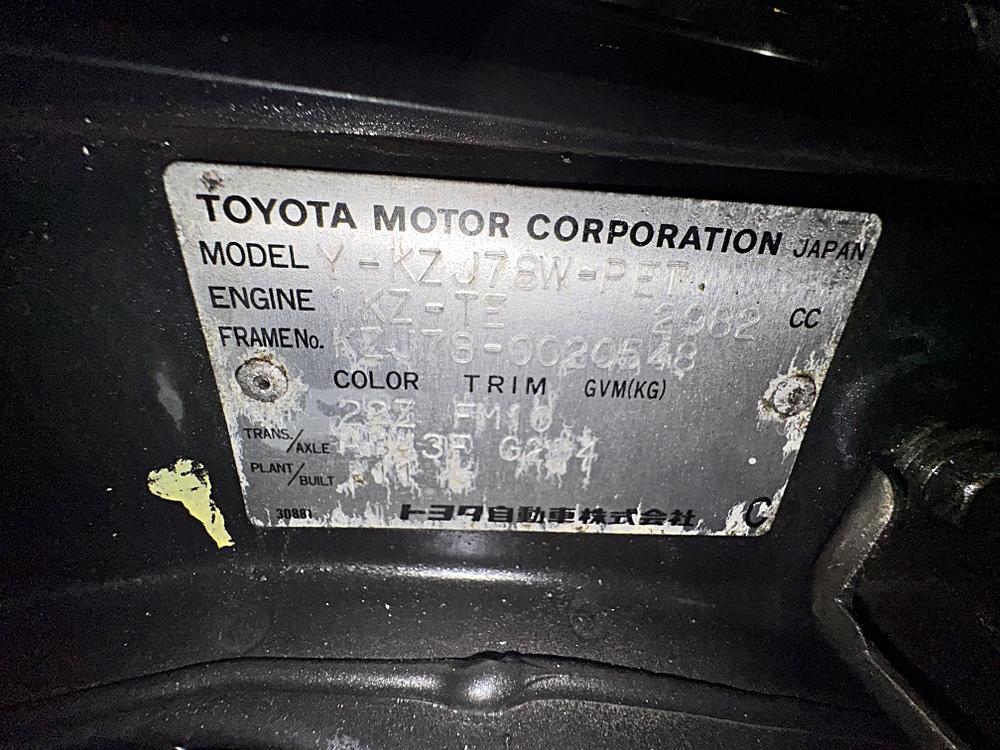 TOYOTA MOTOR CORPORATION JAPAN
MODEL Y-KZJ78W-PET
ENGINE 1KZ-TE 2982 CC
FRAME No. KZJ78-0020548
COLOR TRIM GVM(KG)
28Z FM10
TRANS./AXLE
PLANT/BUILT
30881 トヨタ自動車株式会社 C